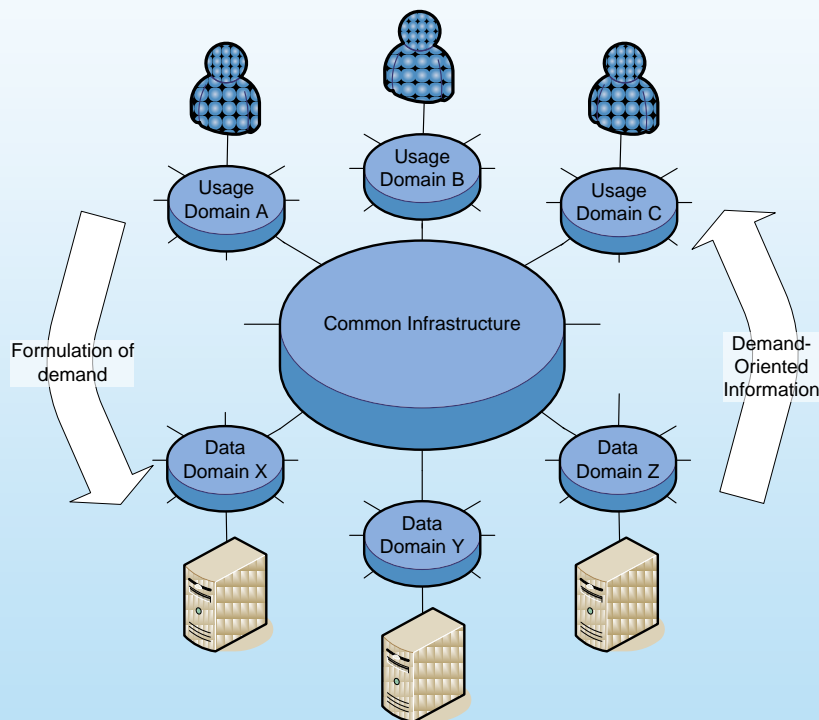 Usage
Domain A
Usage
Domain B
Usage
Domain C
Common Infrastructure
Formulation of
demand
Demand-
Oriented
Information
Data
Domain X
Data
Domain Y
Data
Domain Z